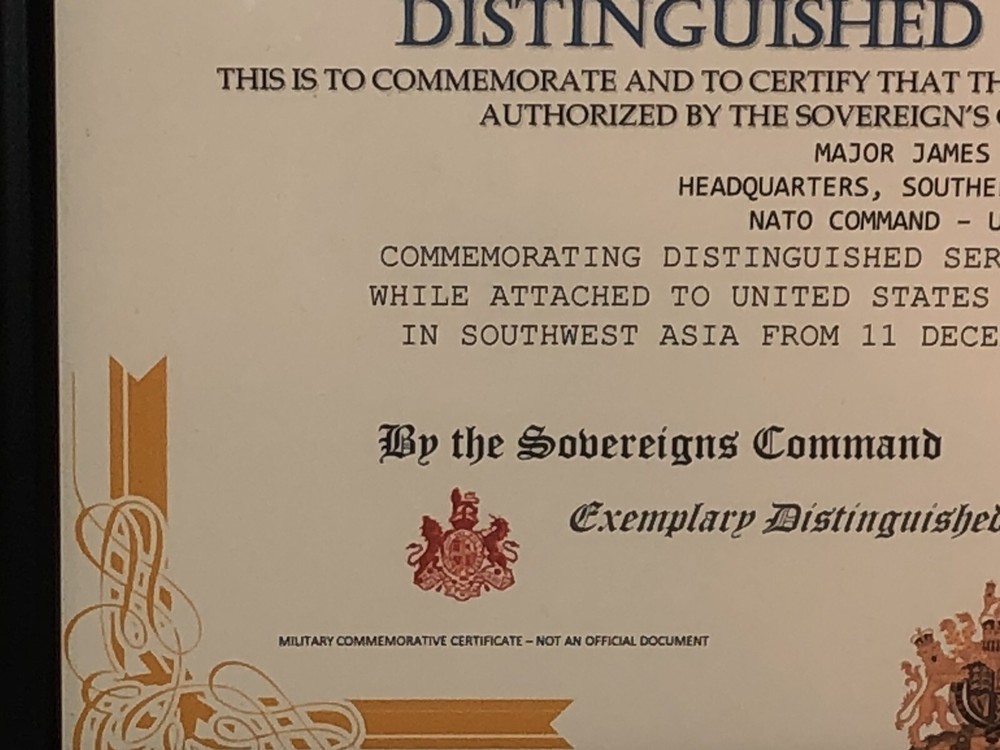 DISTINGUISHED
THIS IS TO COMMEMORATE AND TO CERTIFY THAT TH
AUTHORIZED BY THE SOVEREIGN'S
MAJOR JAMES
HEADQUARTERS, SOUTHE
NATO COMMAND – U
COMMEMORATING DISTINGUISHED SER
WHILE ATTACHED TO UNITED STATES
IN SOUTHWEST ASIA FROM 11 DECE
By the Sovereigns Command
Exemplary Distinguished
MILITARY COMMEMORATIVE CERTIFICATE – NOT AN OFFICIAL DOCUMENT